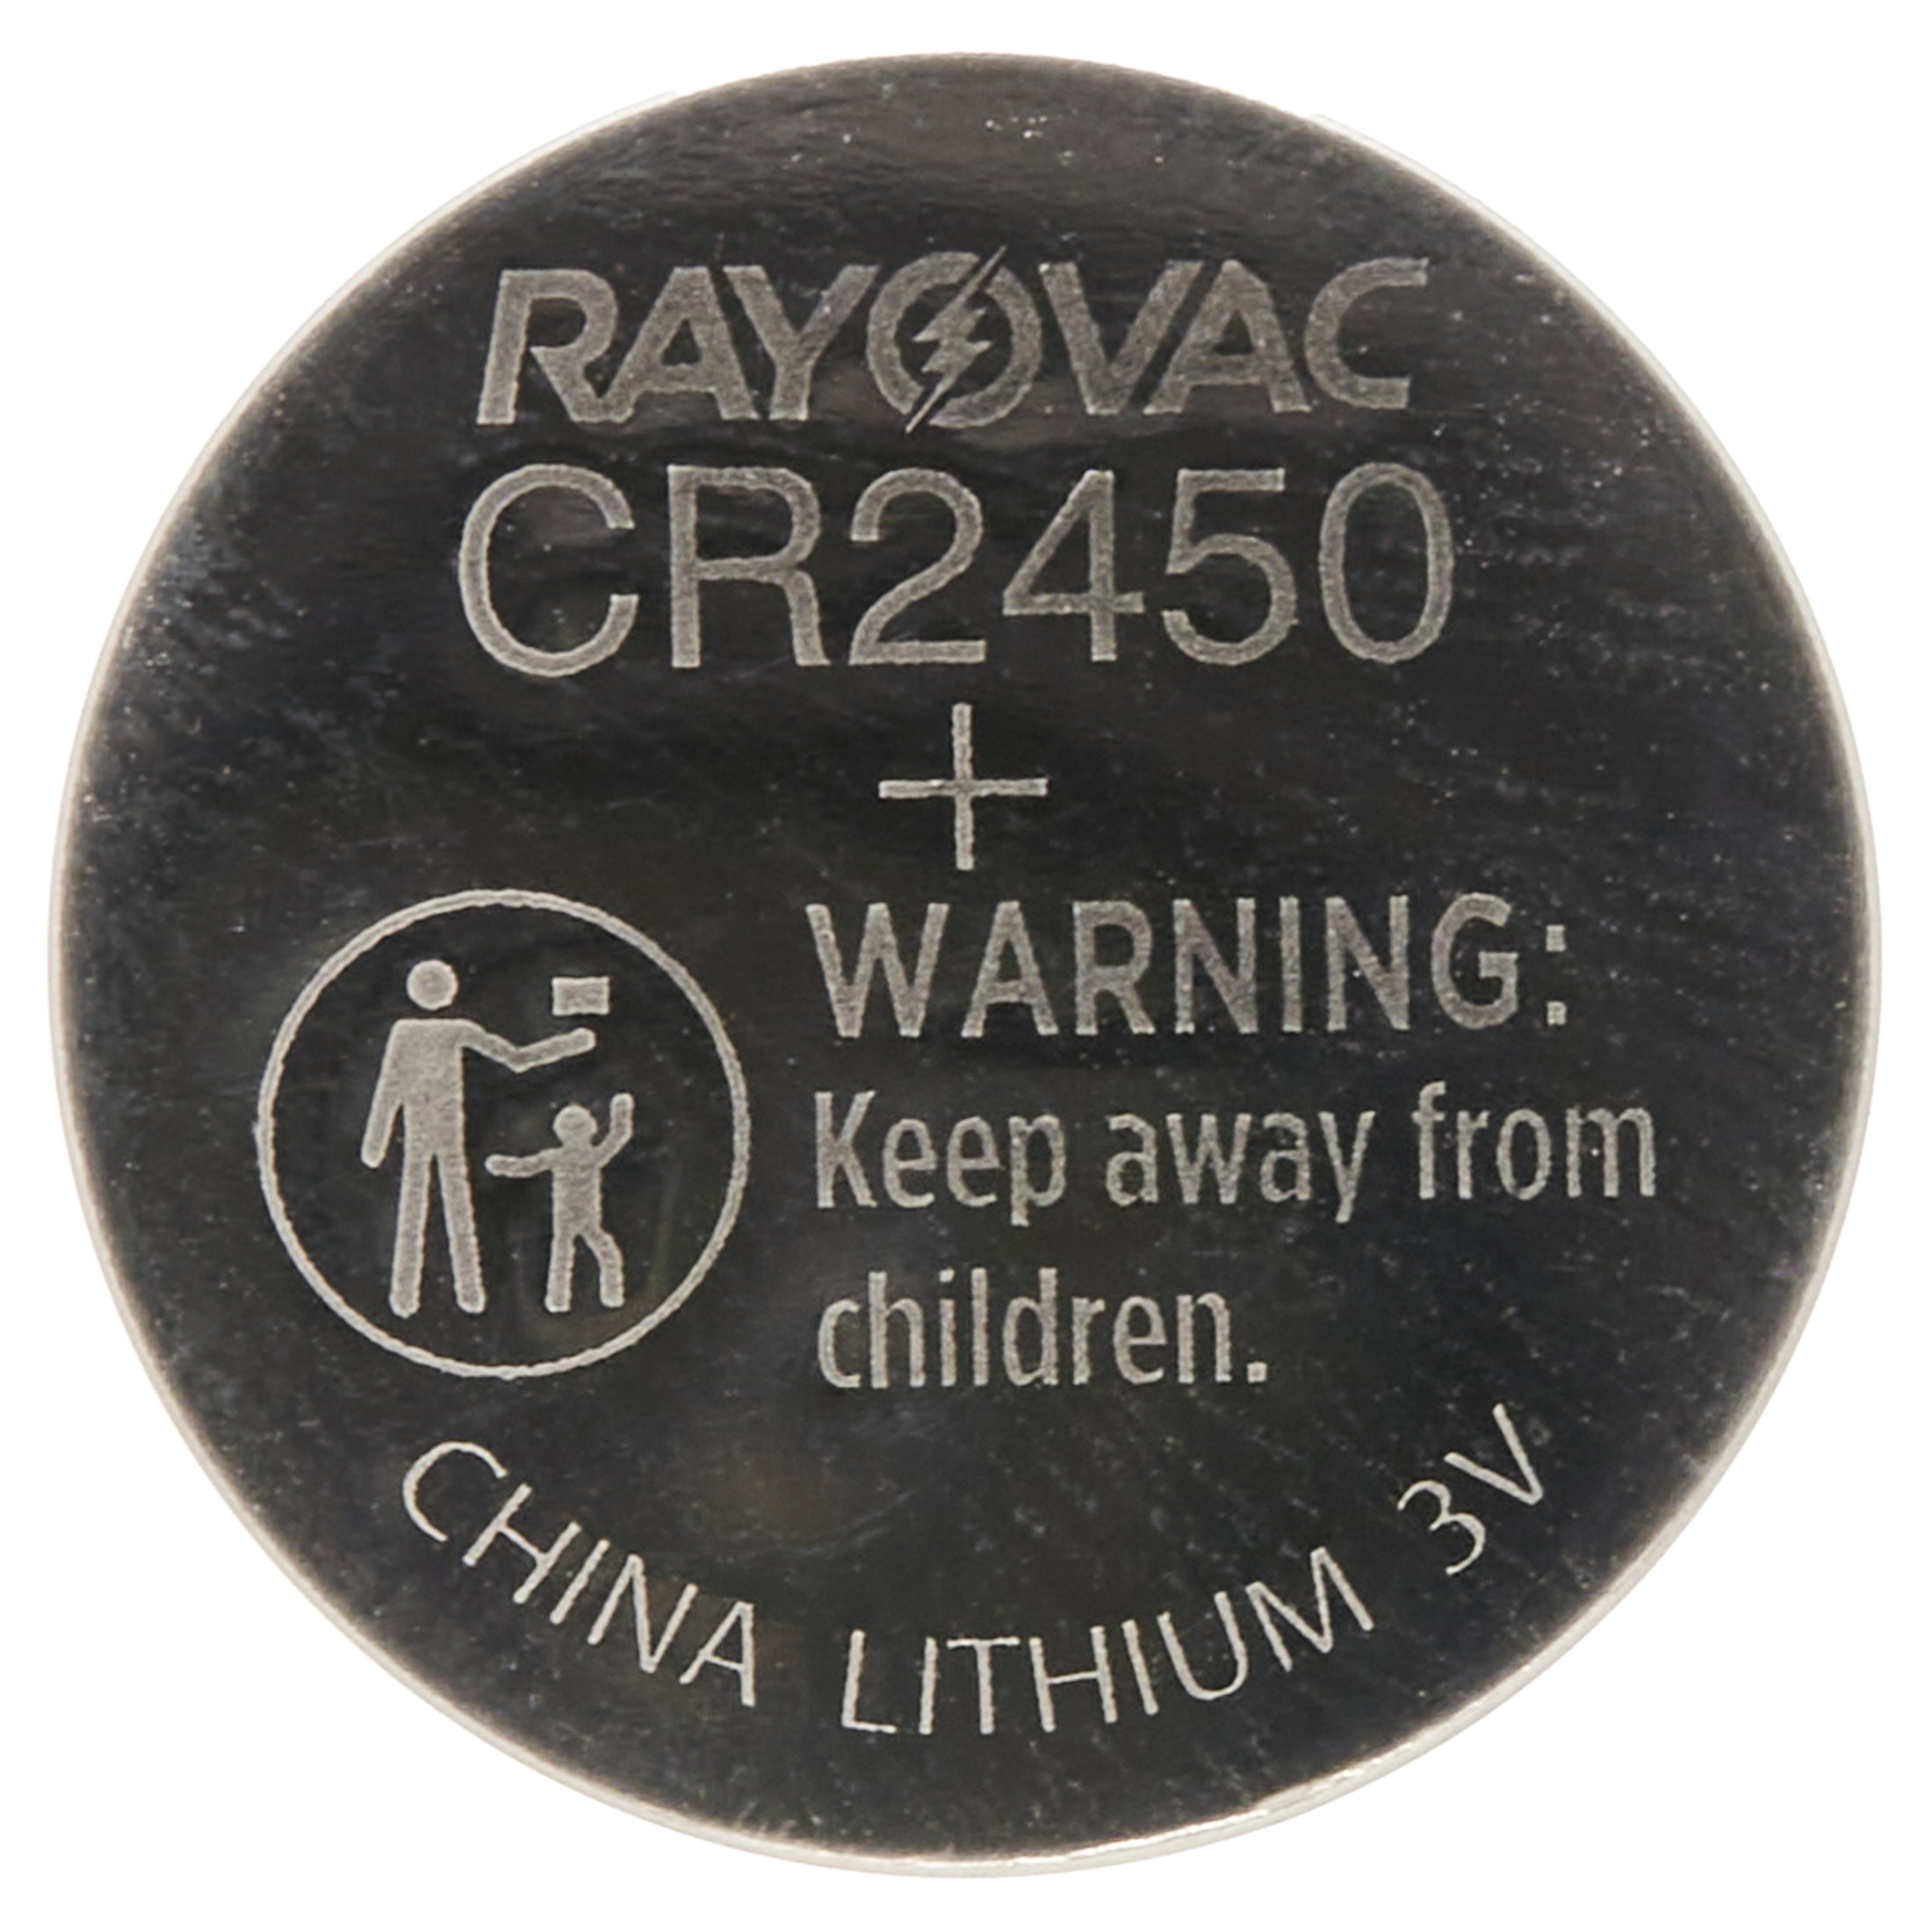 RAYOVAC
CR2450
+
WARNING:
Keep away from
children.
CHINA LITHIUM 3V